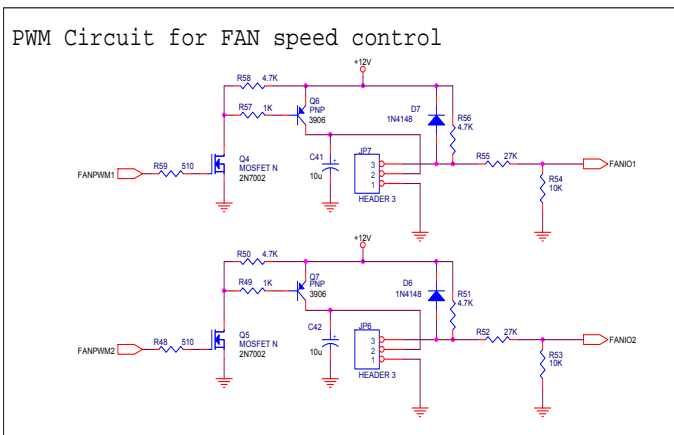 PWM Circuit for FAN speed control
+12V
R58 4.7K
R57 1K
Q6
PNP
3906
D7
1N4148
R56
4.7K
Q4
MOSFET N
2N7002
C41
10u
JP7
3
2
1
HEADER 3
R55 27K
FANIO1
R54
10K
FANPWM1
R59 510
+12V
R50 4.7K
R49 1K
Q7
PNP
3906
D6
1N4148
R51
4.7K
Q5
MOSFET N
2N7002
C42
10u
JP6
3
2
1
HEADER 3
R52 27K
FANIO2
R53
10K
FANPWM2
R48 510